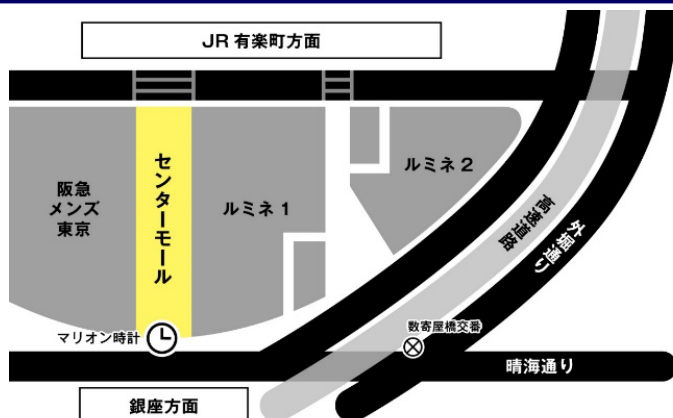 JR 有楽町方面
阪急
メンズ
東京
センターモール
ルミネ 1
ルミネ 2
高速道路
外堀通り
マリオン時計
数寄屋橋交番
晴海通り
銀座方面